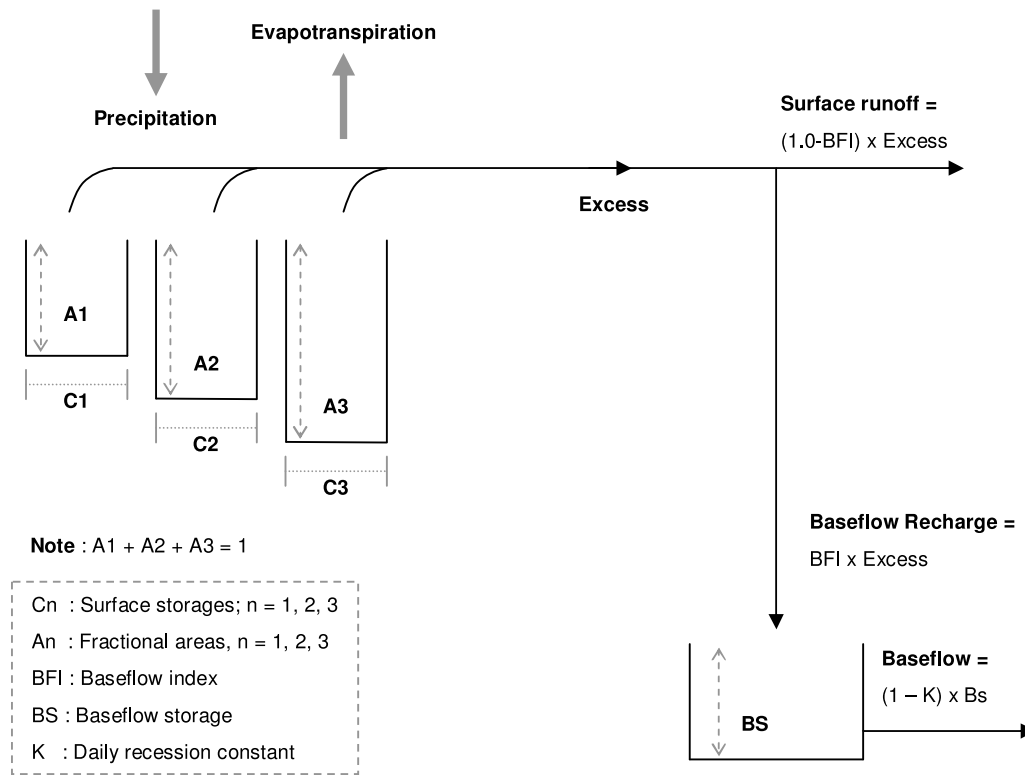 Evapotranspiration
Precipitation
Surface runoff =
(1.0-BFI) x Excess
Excess
A1
A2
A3
C1
C2
C3
Note : A1 + A2 + A3 = 1
Cn : Surface storages; n = 1, 2, 3
An : Fractional areas, n = 1, 2, 3
BFI : Baseflow index
BS : Baseflow storage
K : Daily recession constant
Baseflow Recharge =
BFI x Excess
Baseflow =
(1 – K) x Bs
BS